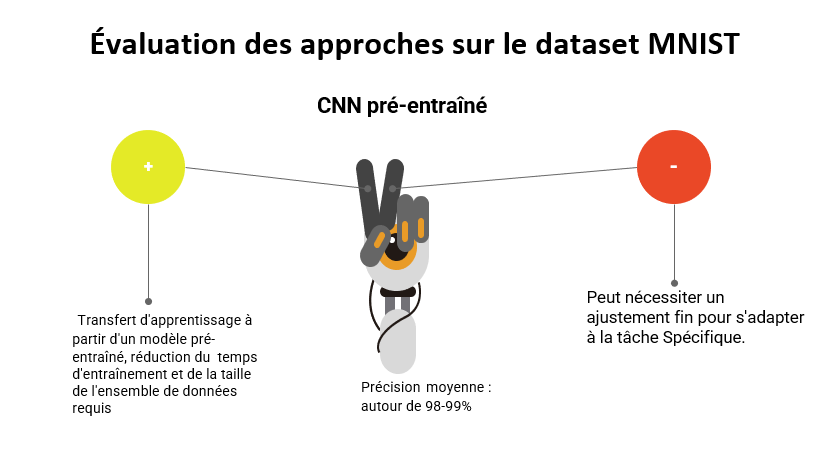 Évaluation des approches sur le dataset MNIST
CNN pré-entraîné
+
-
Transfert d'apprentissage à
partir d'un modèle pré-
entraîné, réduction du temps
d'entraînement et de la taille
de l'ensemble de données
requis
Précision moyenne :
autour de 98-99%
Peut nécessiter un
ajustement fin pour s'adapter
à la tâche Spécifique.